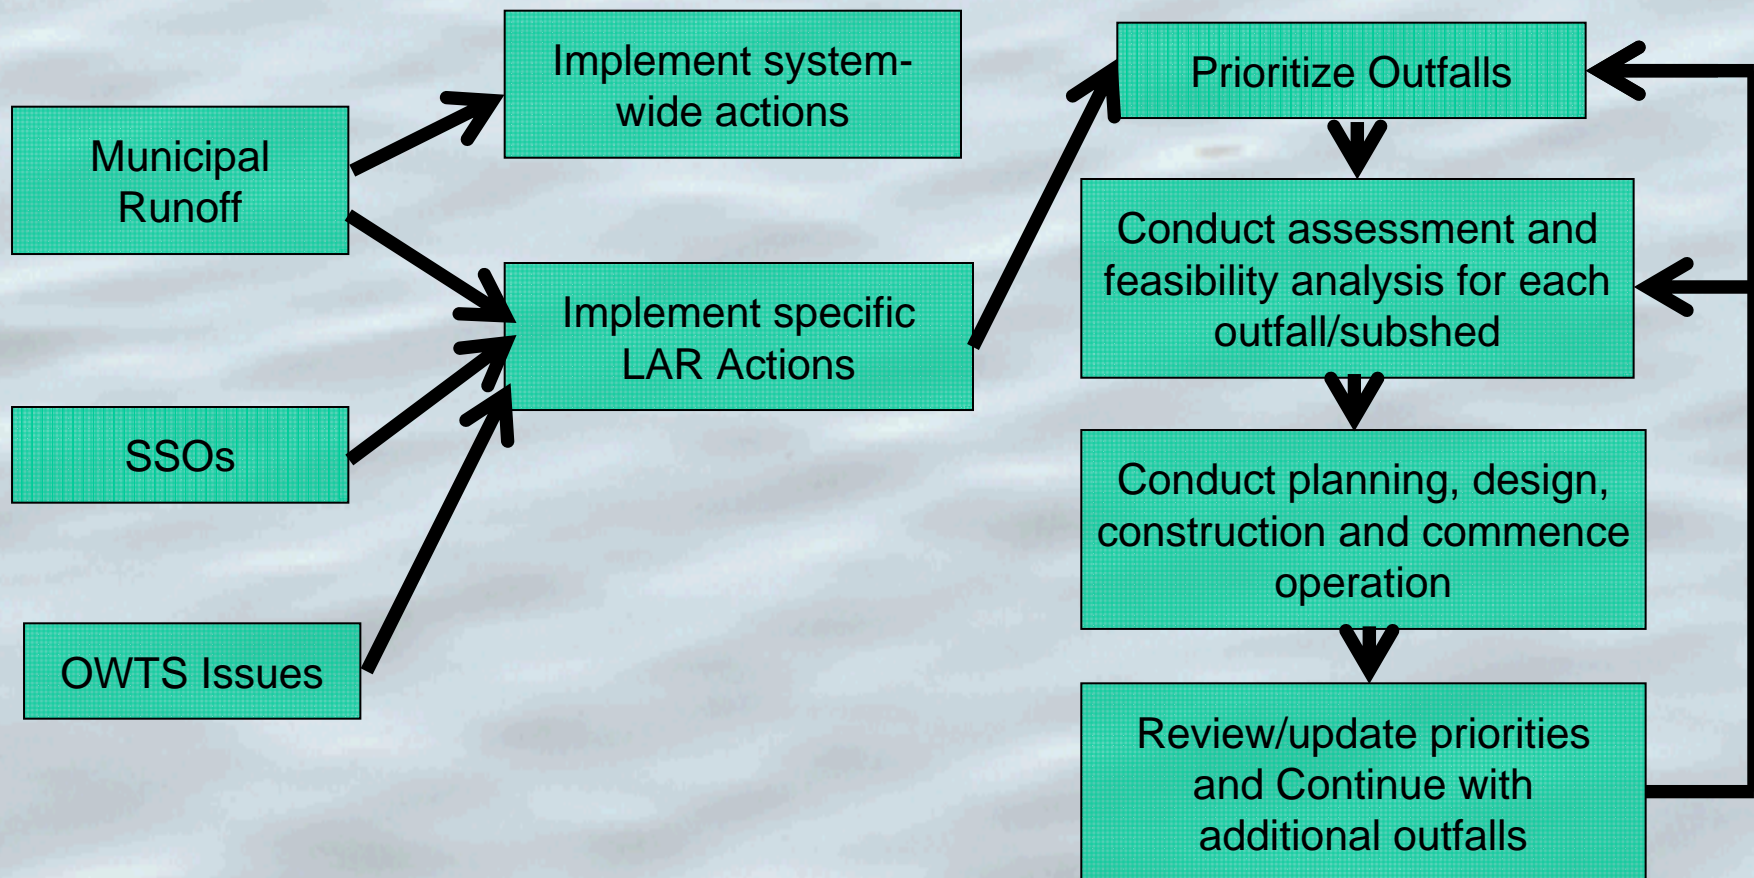 Municipal
Runoff
SSOs
OWTS Issues
Implement system-
wide actions
Implement specific
LAR Actions
Prioritize Outfalls
Conduct assessment and
feasibility analysis for each
outfall/subshed
Conduct planning, design,
construction and commence
operation
Review/update priorities
and Continue with
additional outfalls